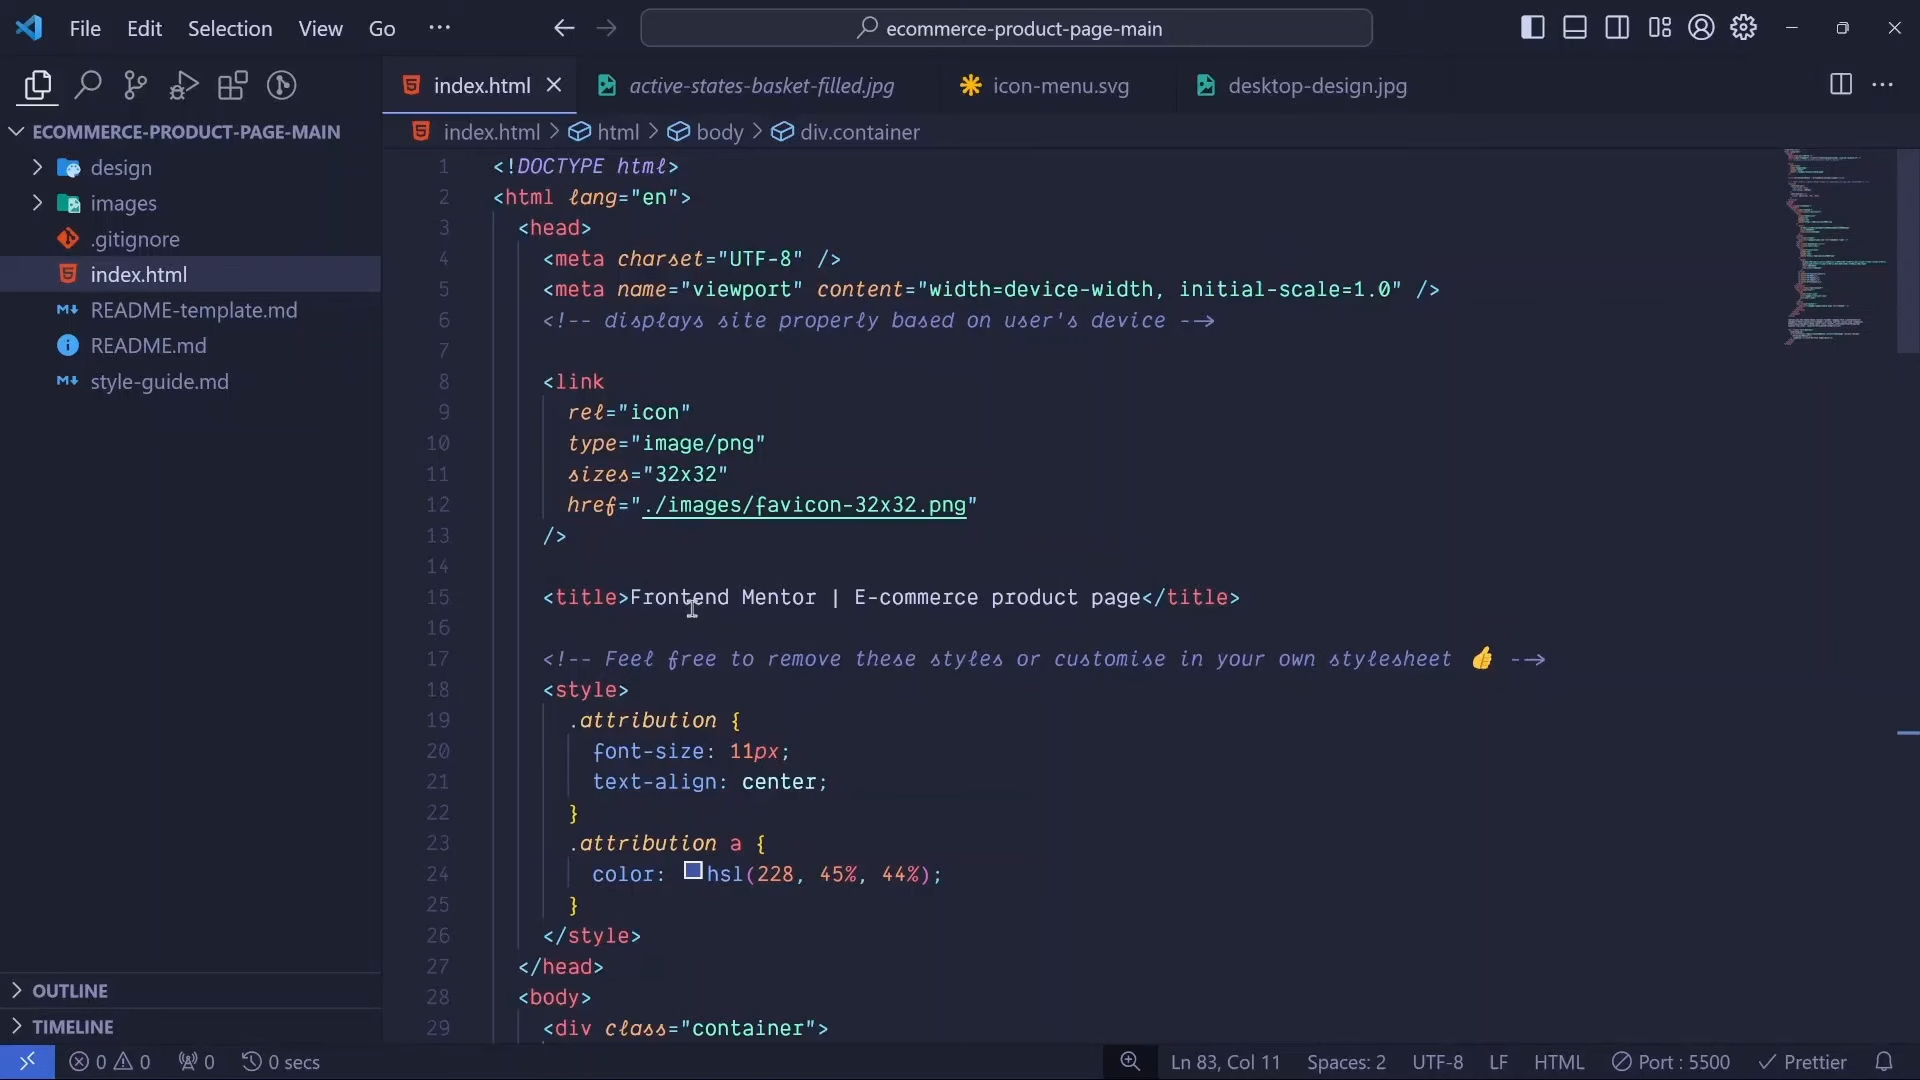 File Edit Selection View Go ··· ecommerce-product-page-main
index.html active-states-basket-filled.jpg icon-menu.svg desktop-design.jpg
ECOMMERCE-PRODUCT-PAGE-MAIN
design
images
.gitignore
index.html
README-template.md
README.md
style-guide.md
OUTLINE
TIMELINE
index.html > html > body > div.container
1 <!DOCTYPE html>
2 <html lang="en">
3 <head>
4 <meta charset="UTF-8" />
5 <meta name="viewport" content="width=device-width, initial-scale=1.0" />
6 <!-- displays site properly based on user's device -->
7
8 <link
9 rel="icon"
10 type="image/png"
11 sizes="32x32"
12 href="./images/favicon-32x32.png"
13 />
14
15 <title>Frontend Mentor | E-commerce product page</title>
16
17 <!-- Feel free to remove these styles or customise in your own stylesheet 👍 -->
18 <style>
19 .attribution {
20 font-size: 11px;
21 text-align: center;
22 }
23 .attribution a {
24 color: hsl(228, 45%, 44%);
25 }
26 </style>
27 </head>
28 <body>
29 <div class="container">
0 0 0 0 secs Ln 83, Col 11 Spaces: 2 UTF-8 LF HTML Port : 5500 Prettier